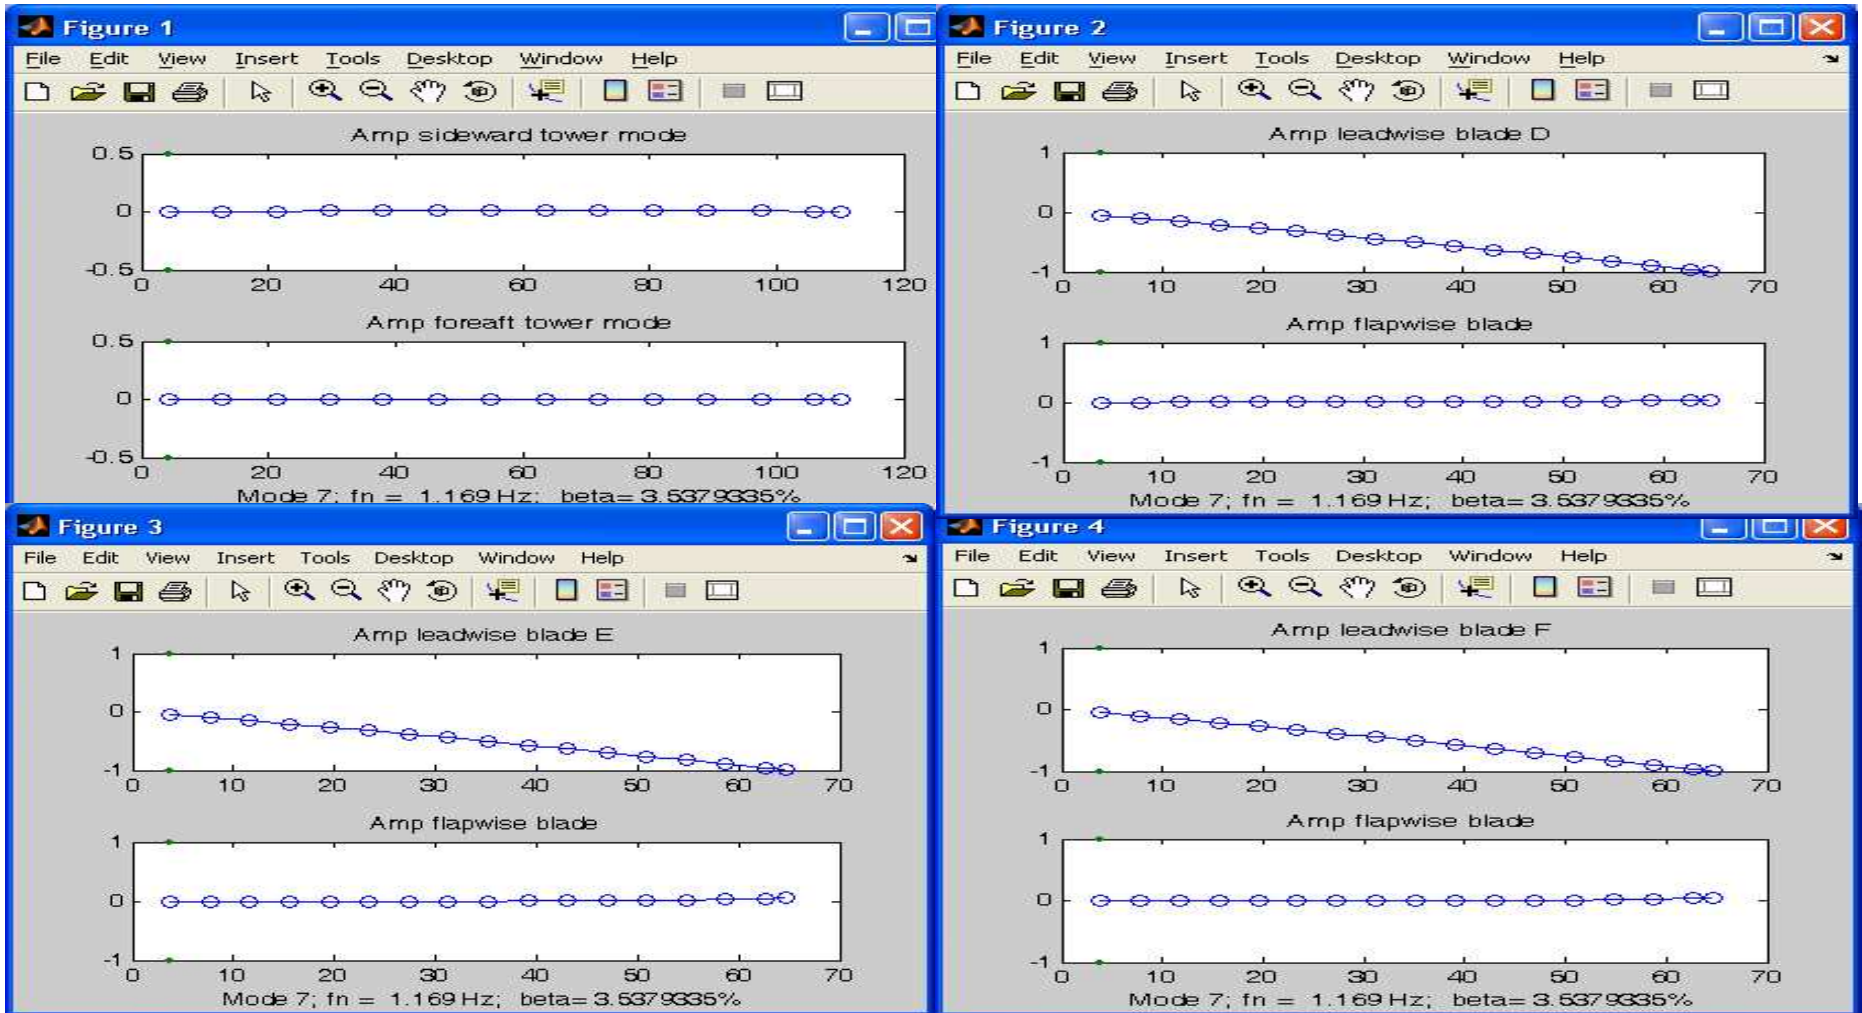 Figure 1
File Edit View Insert Tools Desktop Window Help
Amp sideward tower mode
0.5
0
-0.5
0 20 40 60 80 100 120
Amp foreaft tower mode
0.5
0
-0.5
0 20 40 60 80 100 120
Mode 7; fn = 1.169 Hz; beta= 3.5379335%
Figure 2
File Edit View Insert Tools Desktop Window Help
Amp leadwise blade D
1
0
-1
0 10 20 30 40 50 60 70
Amp flapwise blade
1
0
-1
0 10 20 30 40 50 60 70
Mode 7; fn = 1.169 Hz; beta= 3.5379335%
Figure 3
File Edit View Insert Tools Desktop Window Help
Amp leadwise blade E
1
0
-1
0 10 20 30 40 50 60 70
Amp flapwise blade
1
0
-1
0 10 20 30 40 50 60 70
Mode 7; fn = 1.169 Hz; beta= 3.5379335%
Figure 4
File Edit View Insert Tools Desktop Window Help
Amp leadwise blade F
1
0
-1
0 10 20 30 40 50 60 70
Amp flapwise blade
1
0
-1
0 10 20 30 40 50 60 70
Mode 7; fn = 1.169 Hz; beta= 3.5379335%